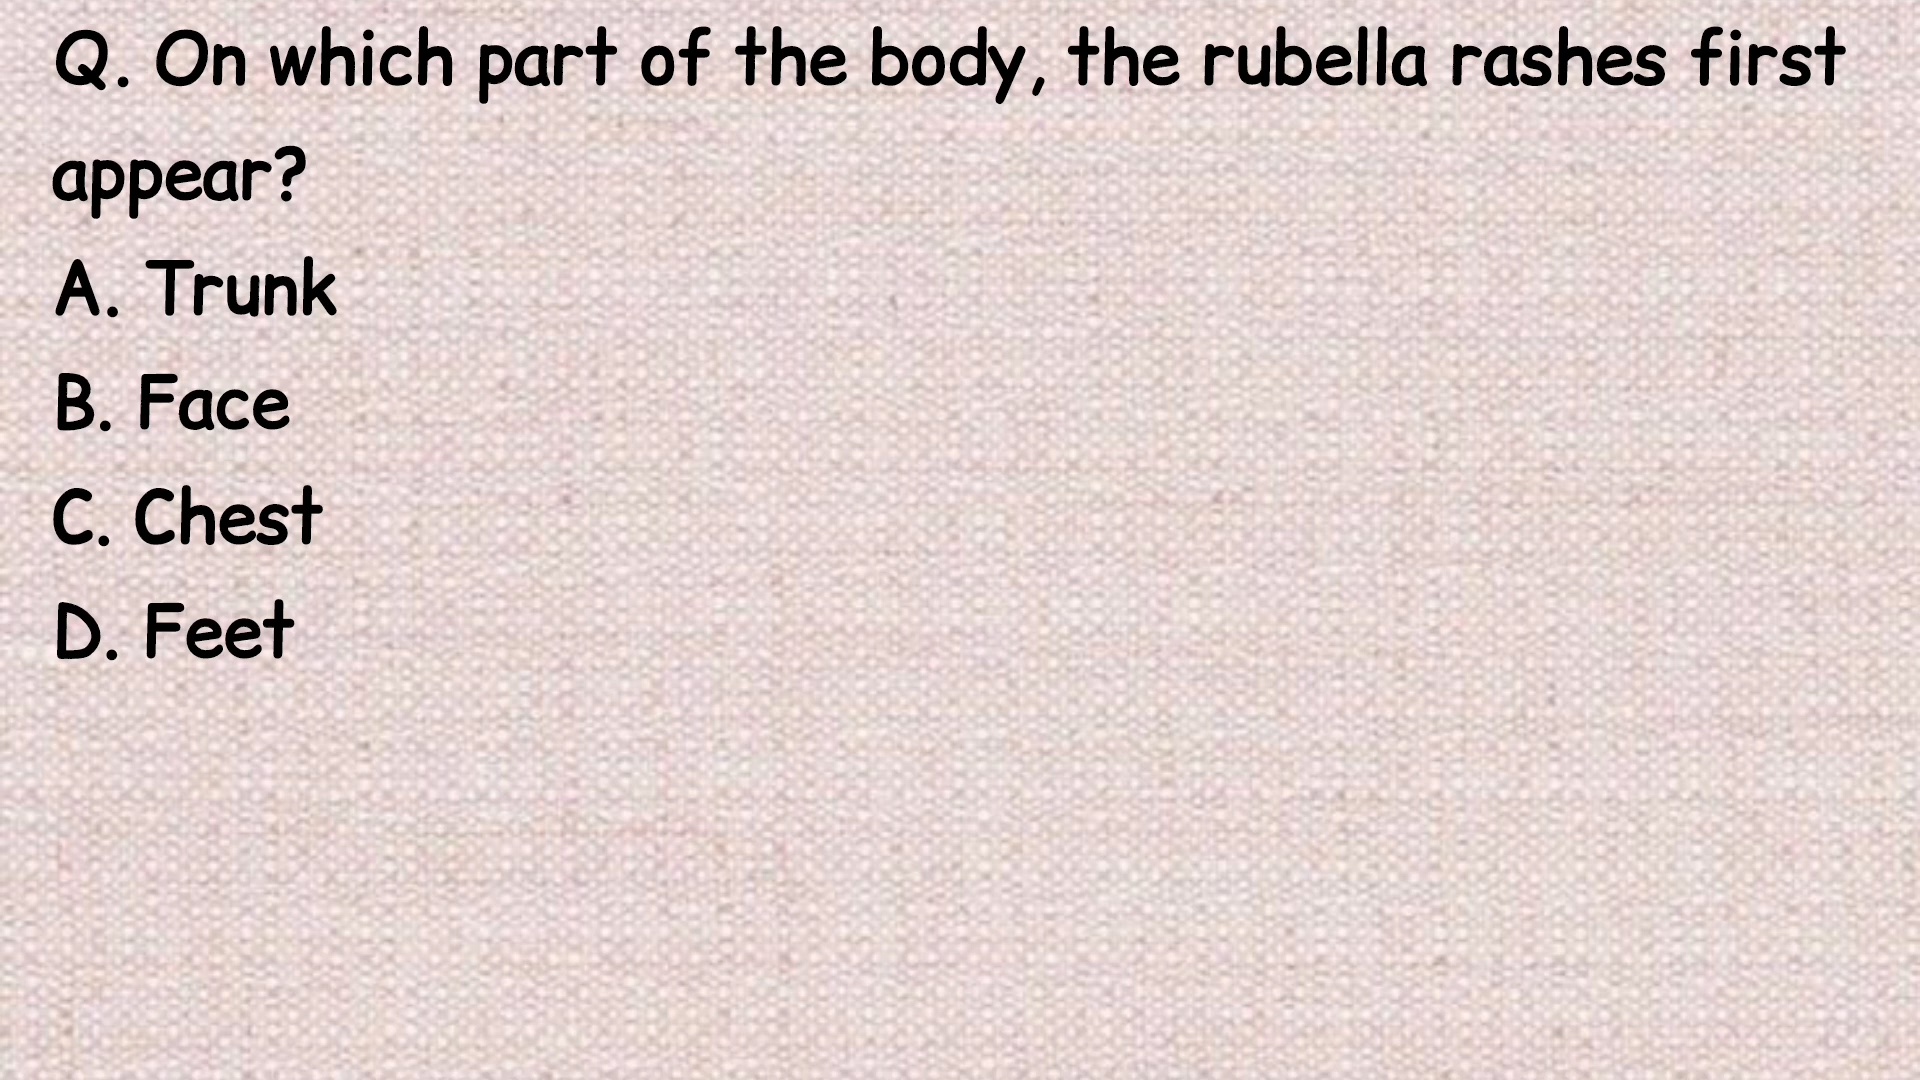 Q. On which part of the body, the rubella rashes first
appear?
A. Trunk
B. Face
C. Chest
D. Feet